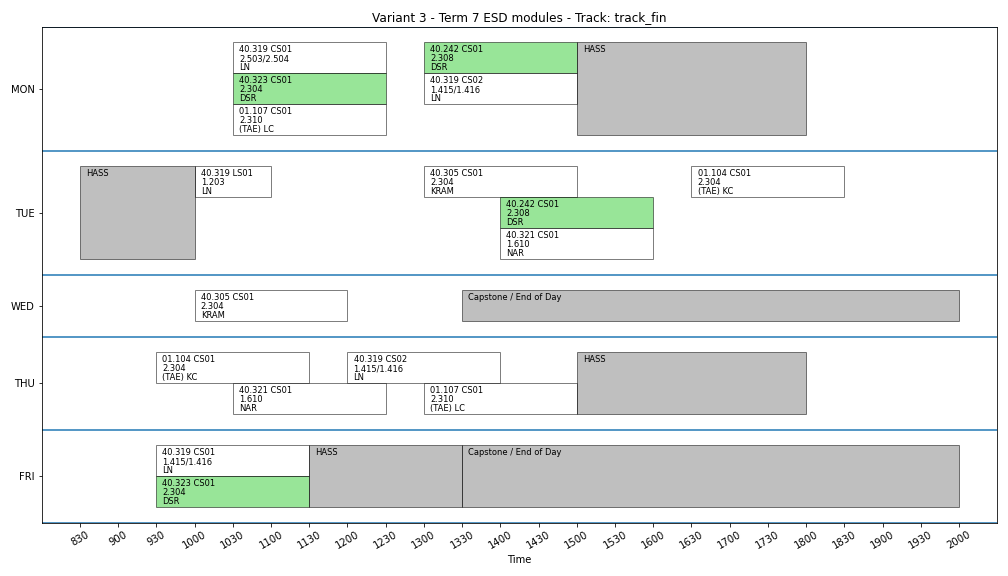 Variant 3 - Term 7 ESD modules - Track: track_fin
MON
40.319 CS01
2.503/2.504
LN
40.323 CS01
2.304
DSR
01.107 CS01
2.310
(TAE) LC
40.242 CS01
2.308
DSR
40.319 CS02
1.415/1.416
LN
HASS
TUE
HASS
40.319 LS01
1.203
LN
40.305 CS01
2.304
KRAM
40.242 CS01
2.308
DSR
40.321 CS01
1.610
NAR
01.104 CS01
2.304
(TAE) KC
WED
40.305 CS01
2.304
KRAM
Capstone / End of Day
THU
01.104 CS01
2.304
(TAE) KC
40.321 CS01
1.610
NAR
40.319 CS02
1.415/1.416
LN
01.107 CS01
2.310
(TAE) LC
HASS
FRI
40.319 CS01
1.415/1.416
LN
40.323 CS01
2.304
DSR
HASS
Capstone / End of Day
830 900 930 1000 1030 1100 1130 1200 1230 1300 1330 1400 1430 1500 1530 1600 1630 1700 1730 1800 1830 1900 1930 2000
Time